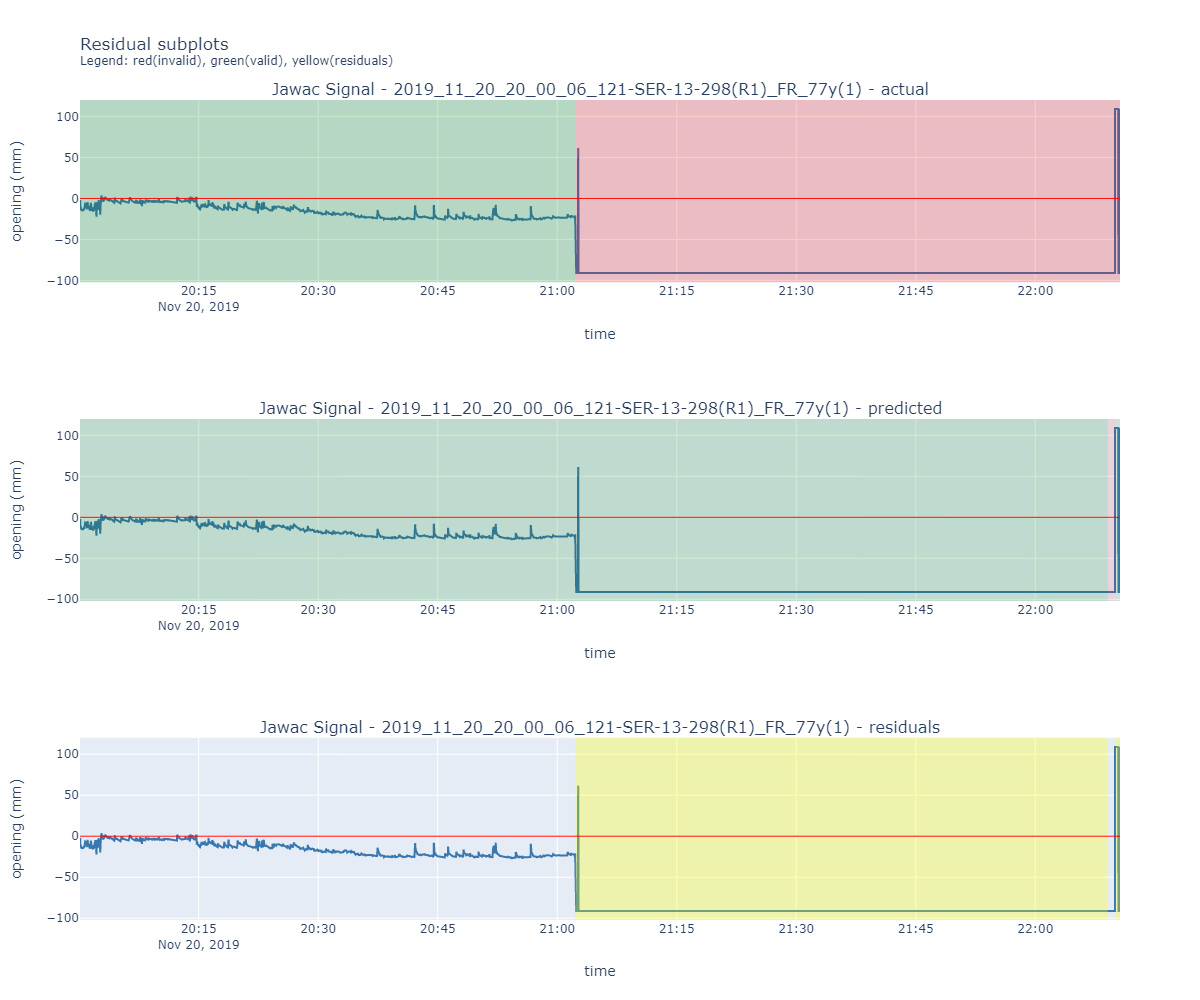 Residual subplots
Legend: red(invalid), green(valid), yellow(residuals)
Jawac Signal - 2019_11_20_20_00_06_121-SER-13-298(R1)_FR_77y(1) - actual
opening (mm)
100
50
0
−50
−100
20:15
20:30
20:45
21:00
21:15
21:30
21:45
22:00
Nov 20, 2019
time
Jawac Signal - 2019_11_20_20_00_06_121-SER-13-298(R1)_FR_77y(1) - predicted
opening (mm)
100
50
0
−50
−100
20:15
20:30
20:45
21:00
21:15
21:30
21:45
22:00
Nov 20, 2019
time
Jawac Signal - 2019_11_20_20_00_06_121-SER-13-298(R1)_FR_77y(1) - residuals
opening (mm)
100
50
0
−50
−100
20:15
20:30
20:45
21:00
21:15
21:30
21:45
22:00
Nov 20, 2019
time